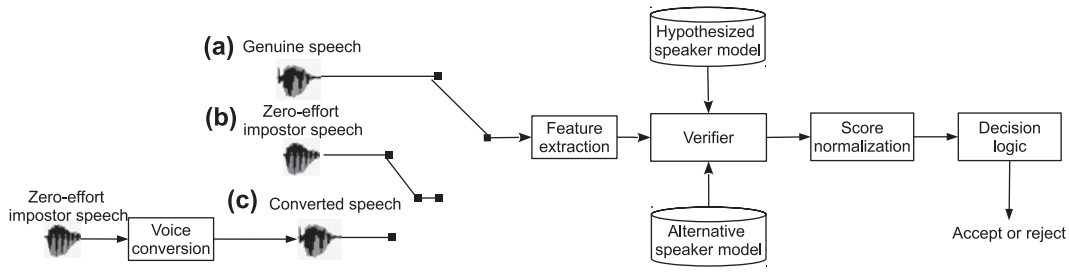 (a) Genuine speech
(b) Zero-effort
impostor speech
Zero-effort
impostor speech
Voice
conversion
(c) Converted speech
Feature
extraction
Hypothesized
speaker model
Verifier
Alternative
speaker model
Score
normalization
Decision
logic
Accept or reject